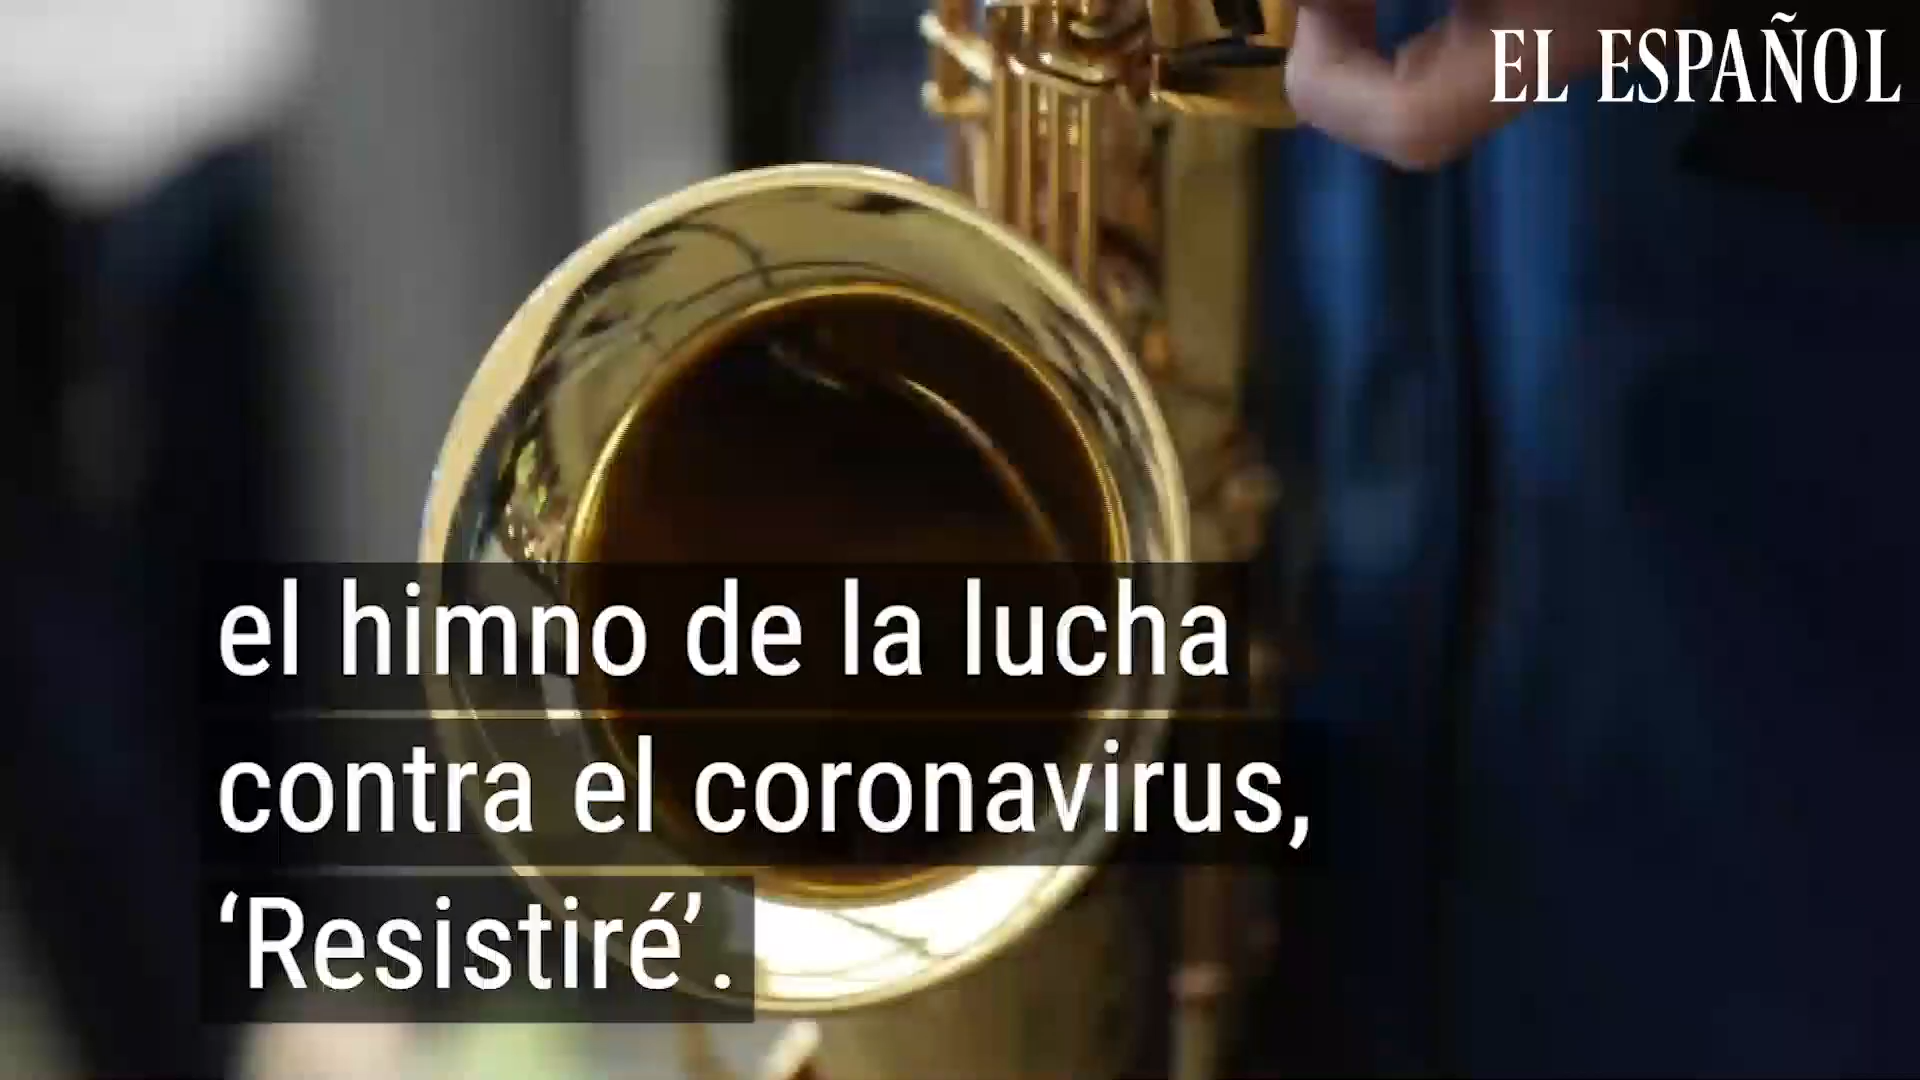 EL ESPAÑOL
el himno de la lucha
contra el coronavirus,
‘Resistiré’.